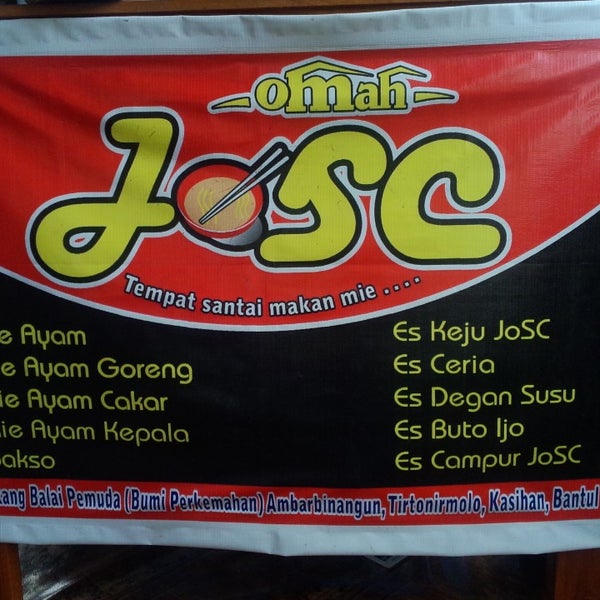 omah
JoSC
Tempat santai makan mie ....
ie Ayam
ie Ayam Goreng
ie Ayam Cakar
ie Ayam Kepala
akso
Es Keju JoSC
Es Ceria
Es Degan Susu
Es Buto Ijo
Es Campur JoSC
kang Balai Pemuda (Bumi Perkemahan) Ambarbinangun, Tirtonirmolo, Kasihan, Bantul